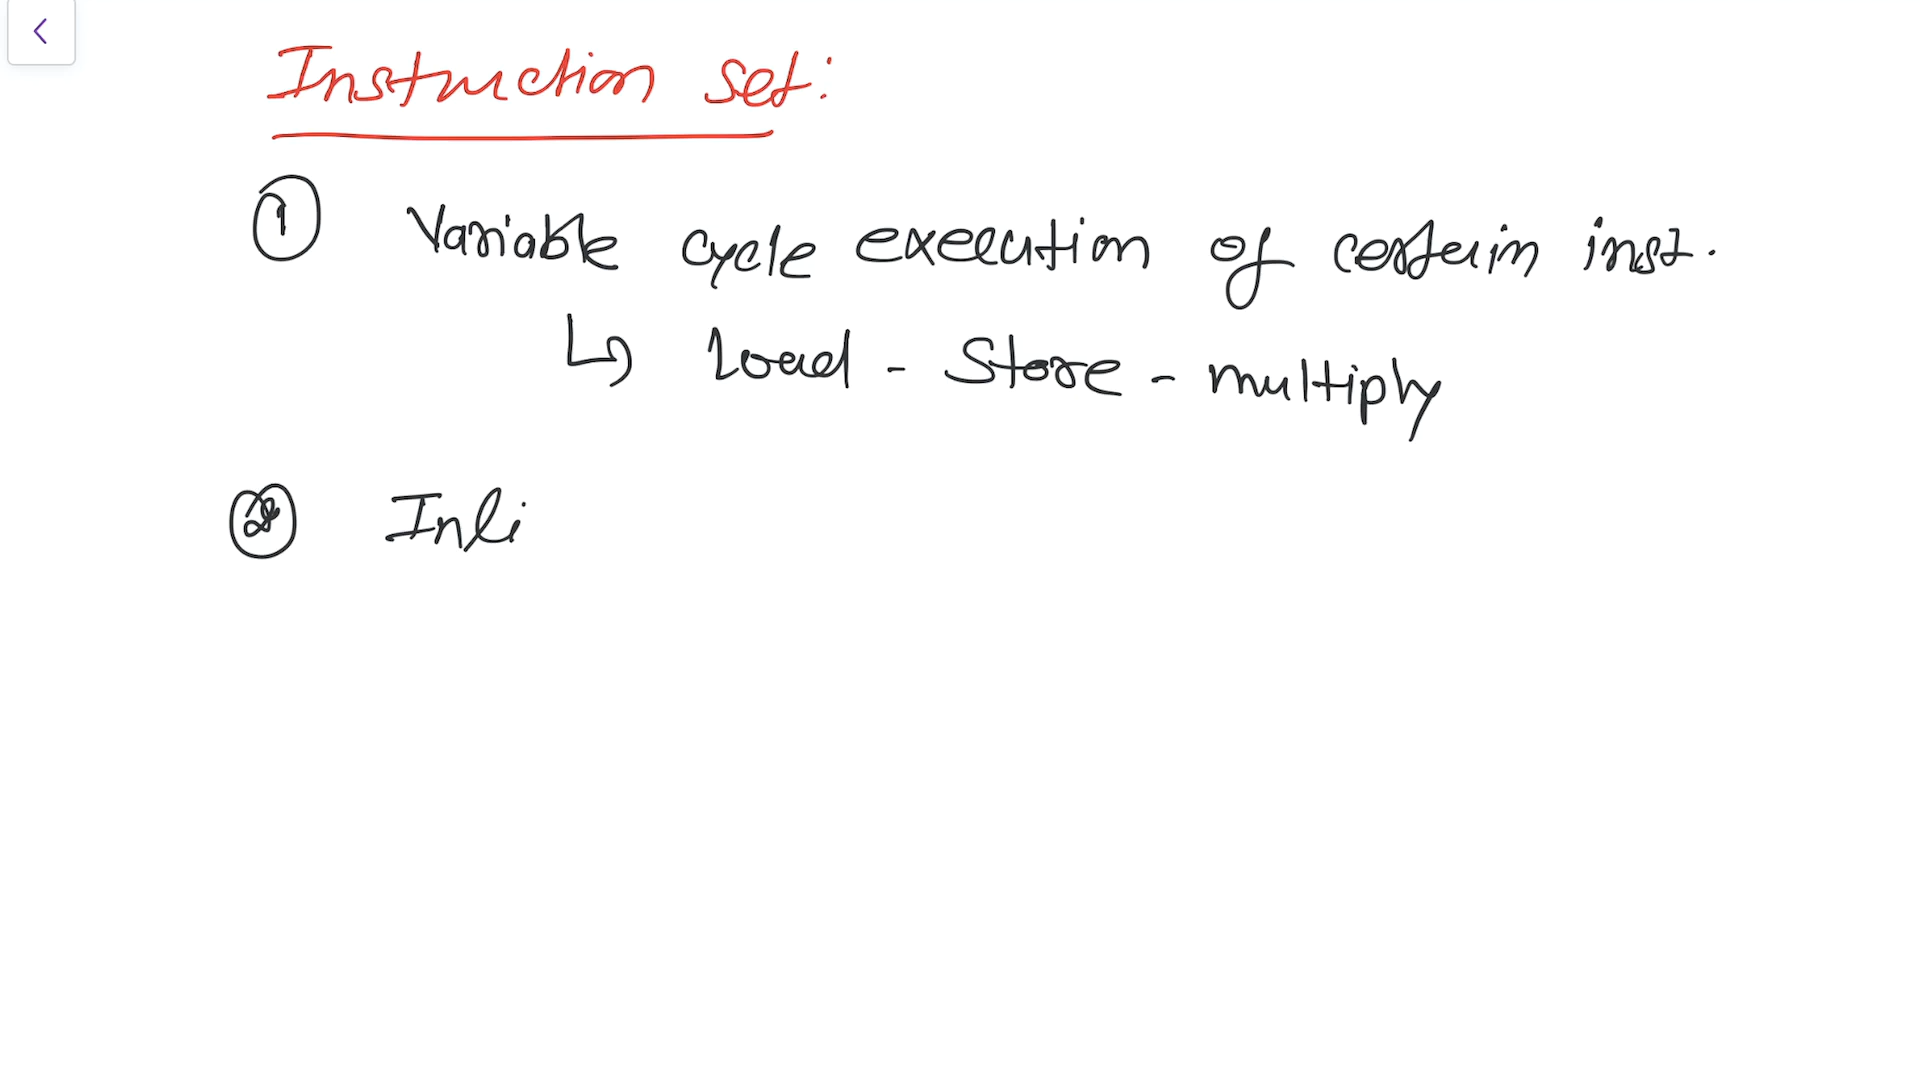 Instruction set:
① Variable cycle execution of certain inst.
↳ Load - Store - multiply
② Inli